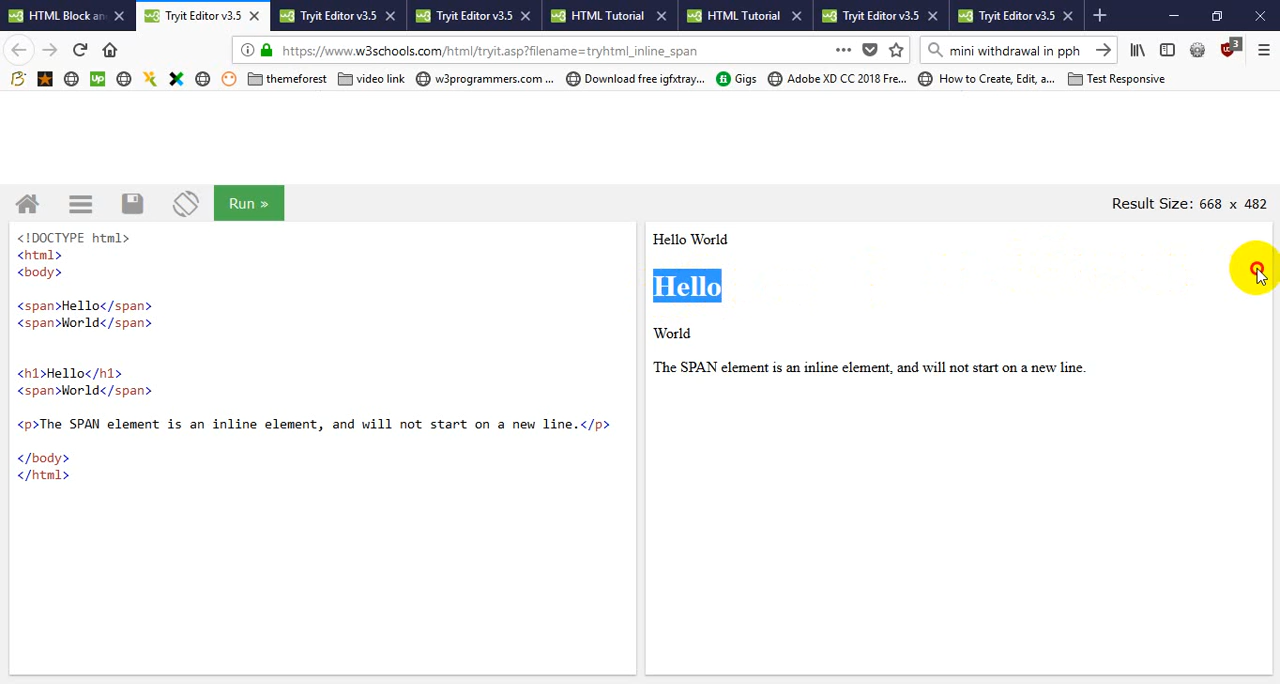 HTML Block an
Tryit Editor v3.5
Tryit Editor v3.5
Tryit Editor v3.5
HTML Tutorial
HTML Tutorial
Tryit Editor v3.5
Tryit Editor v3.5
https://www.w3schools.com/html/tryit.asp?filename=tryhtml_inline_span
mini withdrawal in pph
3
Up
themeforest
video link
w3programmers.com ...
Download free igfxtray...
fi Gigs
Adobe XD CC 2018 Fre...
How to Create, Edit, a...
Test Responsive
Run »
Result Size: 668 x 482
<!DOCTYPE html>
<html>
<body>
<span>Hello</span>
<span>World</span>
<h1>Hello</h1>
<span>World</span>
<p>The SPAN element is an inline element, and will not start on a new line.</p>
</body>
</html>
Hello World
Hello
World
The SPAN element is an inline element, and will not start on a new line.